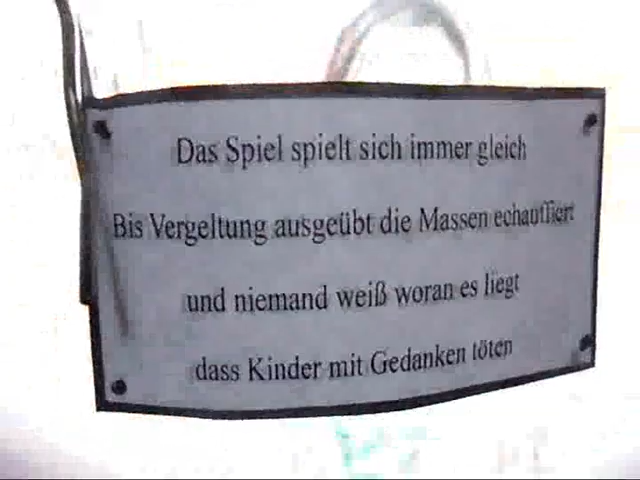 Das Spiel spielt sich immer gleich
Bis Vergeltung ausgeübt die Massen echauffiert
und niemand weiß woran es liegt
dass Kinder mit Gedanken töten